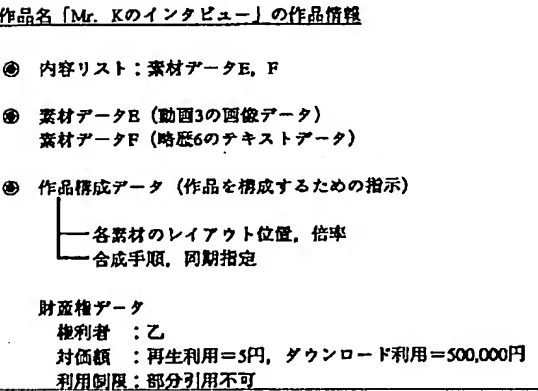 作品名「Mr. Kのインタビュー」の作品情報
◉ 内容リスト：素材データE, F
◉ 素材データE (動画3の画像データ)
素材データF (略歴6のテキストデータ)
◉ 作品構成データ (作品を構成するための指示)
各素材のレイアウト位置, 倍率
合成手順, 同期指定
財産権データ
権利者 ：乙
対価額 ：再生利用=5円, ダウンロード利用=500,000円
利用制限：部分引用不可